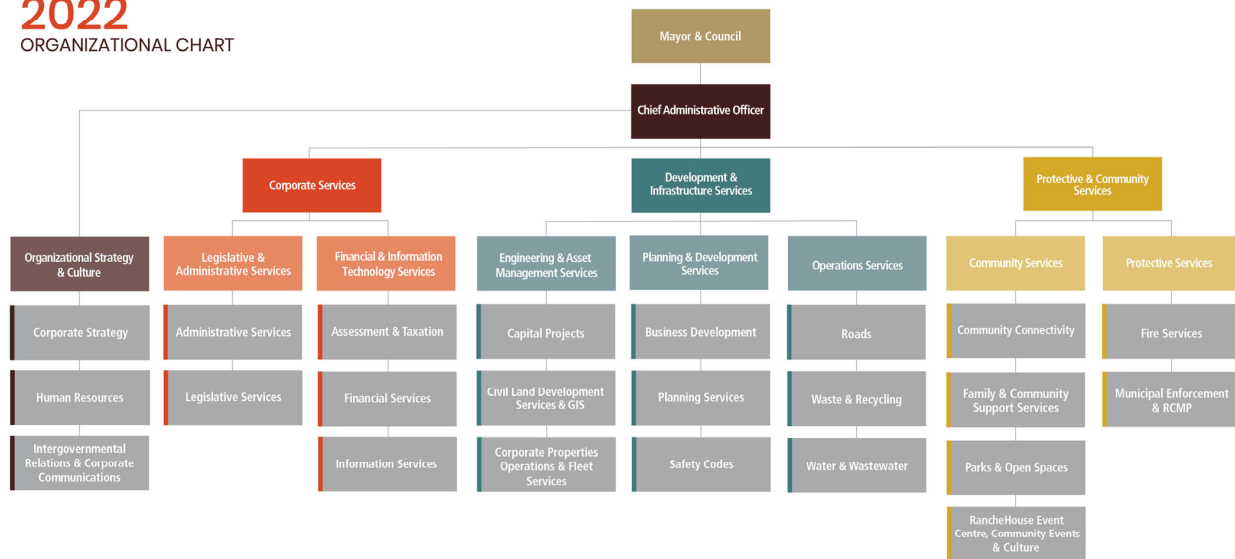 2022
ORGANIZATIONAL CHART
Mayor & Council
Chief Administrative Officer
Corporate Services
Development &
Infrastructure Services
Protective & Community
Services
Organizational Strategy
& Culture
Legislative &
Administrative Services
Financial & Information
Technology Services
Engineering & Asset
Management Services
Planning & Development
Services
Operations Services
Community Services
Protective Services
Corporate Strategy
Administrative Services
Assessment & Taxation
Capital Projects
Business Development
Roads
Community Connectivity
Fire Services
Human Resources
Legislative Services
Financial Services
Civil Land Development
Services & GIS
Planning Services
Waste & Recycling
Family & Community
Support Services
Municipal Enforcement
& RCMP
Intergovernmental
Relations & Corporate
Communications
Information Services
Corporate Properties
Operations & Fleet
Services
Safety Codes
Water & Wastewater
Parks & Open Spaces
RancheHouse Event
Centre, Community Events
& Culture